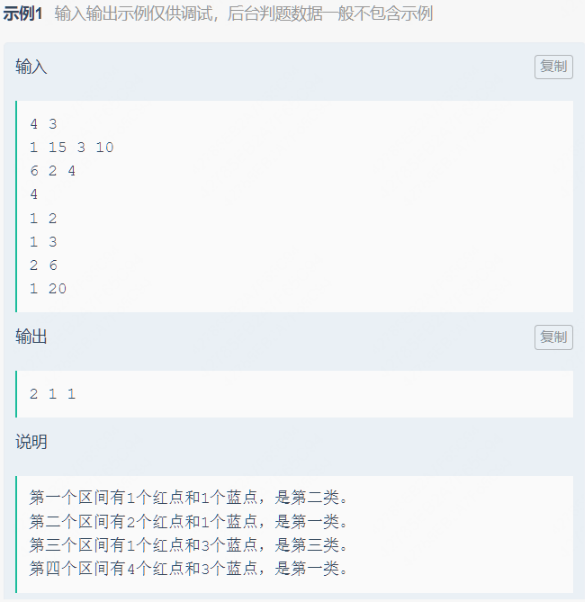 示例1 输入输出示例仅供调试，后台判题数据一般不包含示例
输入
复制
4 3
1 15 3 10
6 2 4
4
1 2
1 3
2 6
1 20
输出
复制
2 1 1
说明
第一个区间有1个红点和1个蓝点，是第二类。
第二个区间有2个红点和1个蓝点，是第一类。
第三个区间有1个红点和3个蓝点，是第三类。
第四个区间有4个红点和3个蓝点，是第一类。